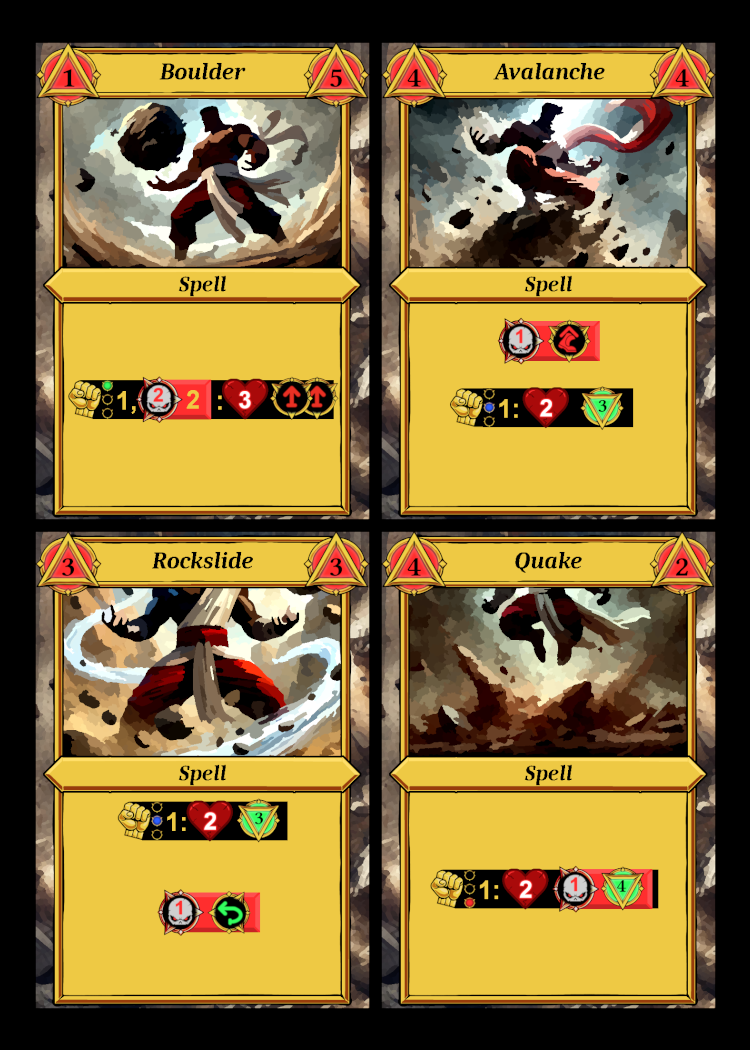 1 Boulder 5
Spell
1, 2 2 : 3
4 Avalanche 4
Spell
1
1: 2 3
3 Rockslide 3
Spell
1: 2 3
1
4 Quake 2
Spell
1: 2 1 4